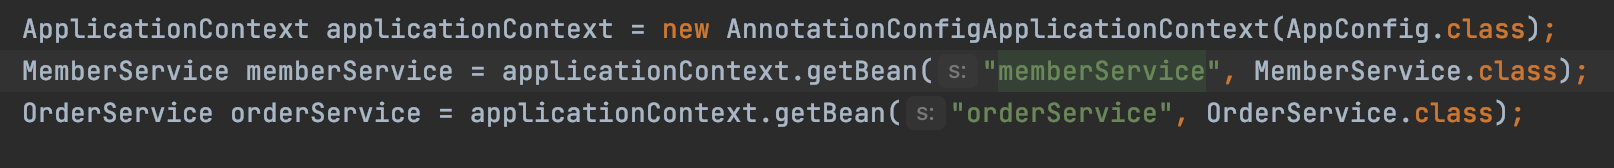 ApplicationContext applicationContext = new AnnotationConfigApplicationContext(AppConfig.class);
MemberService memberService = applicationContext.getBean( s: "memberService", MemberService.class);
OrderService orderService = applicationContext.getBean( s: "orderService", OrderService.class);